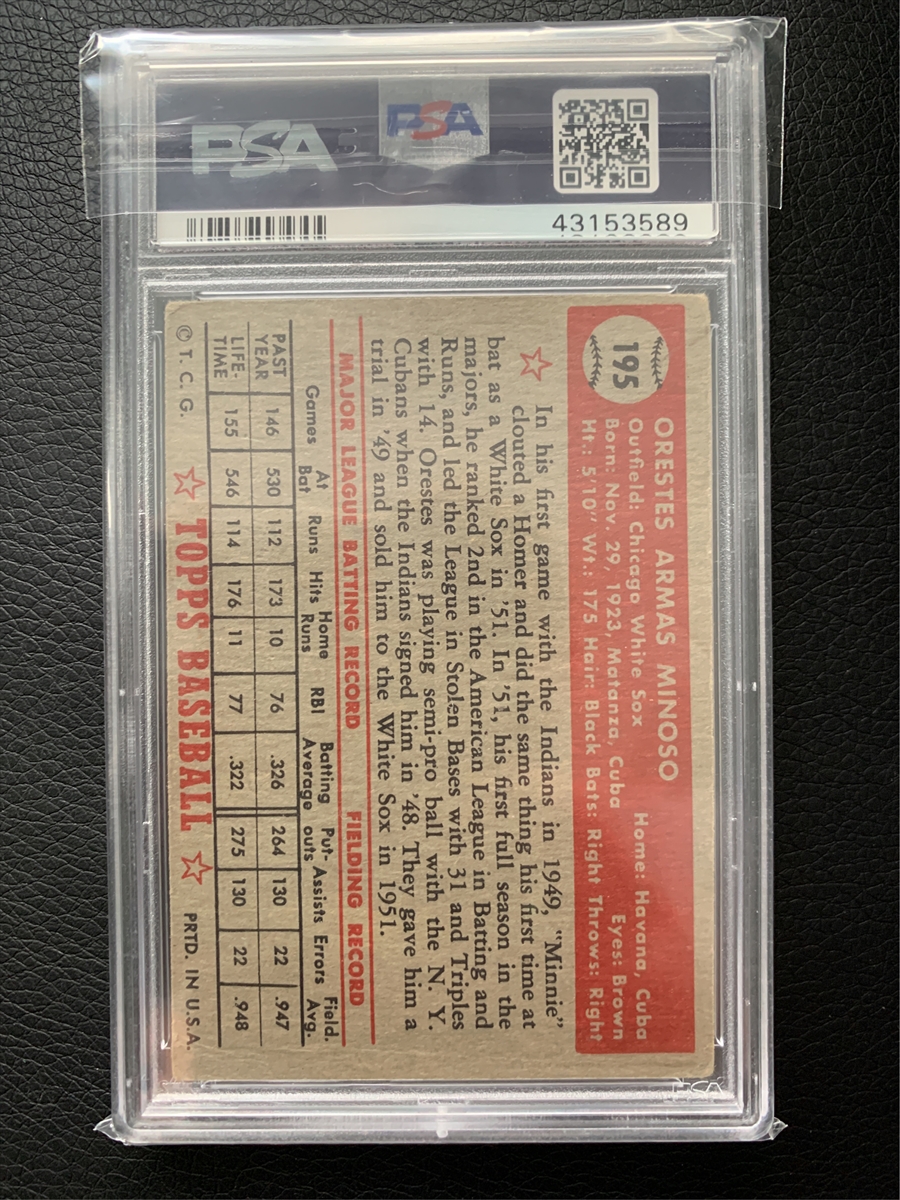 PSA
PSA
43153589
195
ORESTES ARMAS MINOSO
Outfield: Chicago White Sox Home: Havana, Cuba
Born: Nov. 29, 1923, Matanza, Cuba Eyes: Brown
Ht.: 5'10" Wt.: 175 Hair: Black Bats: Right Throws: Right
In his first game with the Indians in 1949, "Minnie"
clouted a Homer and did the same thing his first time at
bat as a White Sox in '51. In '51, his first full season in the
majors, he ranked 2nd in the American League in Batting and
Runs, and led the League in Stolen Bases with 31 and Triples
with 14. Orestes was playing semi-pro ball with the N. Y.
Cubans when the Indians signed him in '48. They gave him a
trial in '49 and sold him to the White Sox in 1951.
MAJOR LEAGUE BATTING RECORD FIELDING RECORD
Games At Bat Runs Hits Home Runs RBI Batting Average Put-outs Assists Errors Field. Avg.
PAST YEAR 146 530 112 173 10 76 .326 264 130 22 .947
LIFE-TIME 155 546 114 176 11 77 .322 275 130 22 .948
© T. C. G. TOPPS BASEBALL PRTD. IN U.S.A.
PSA